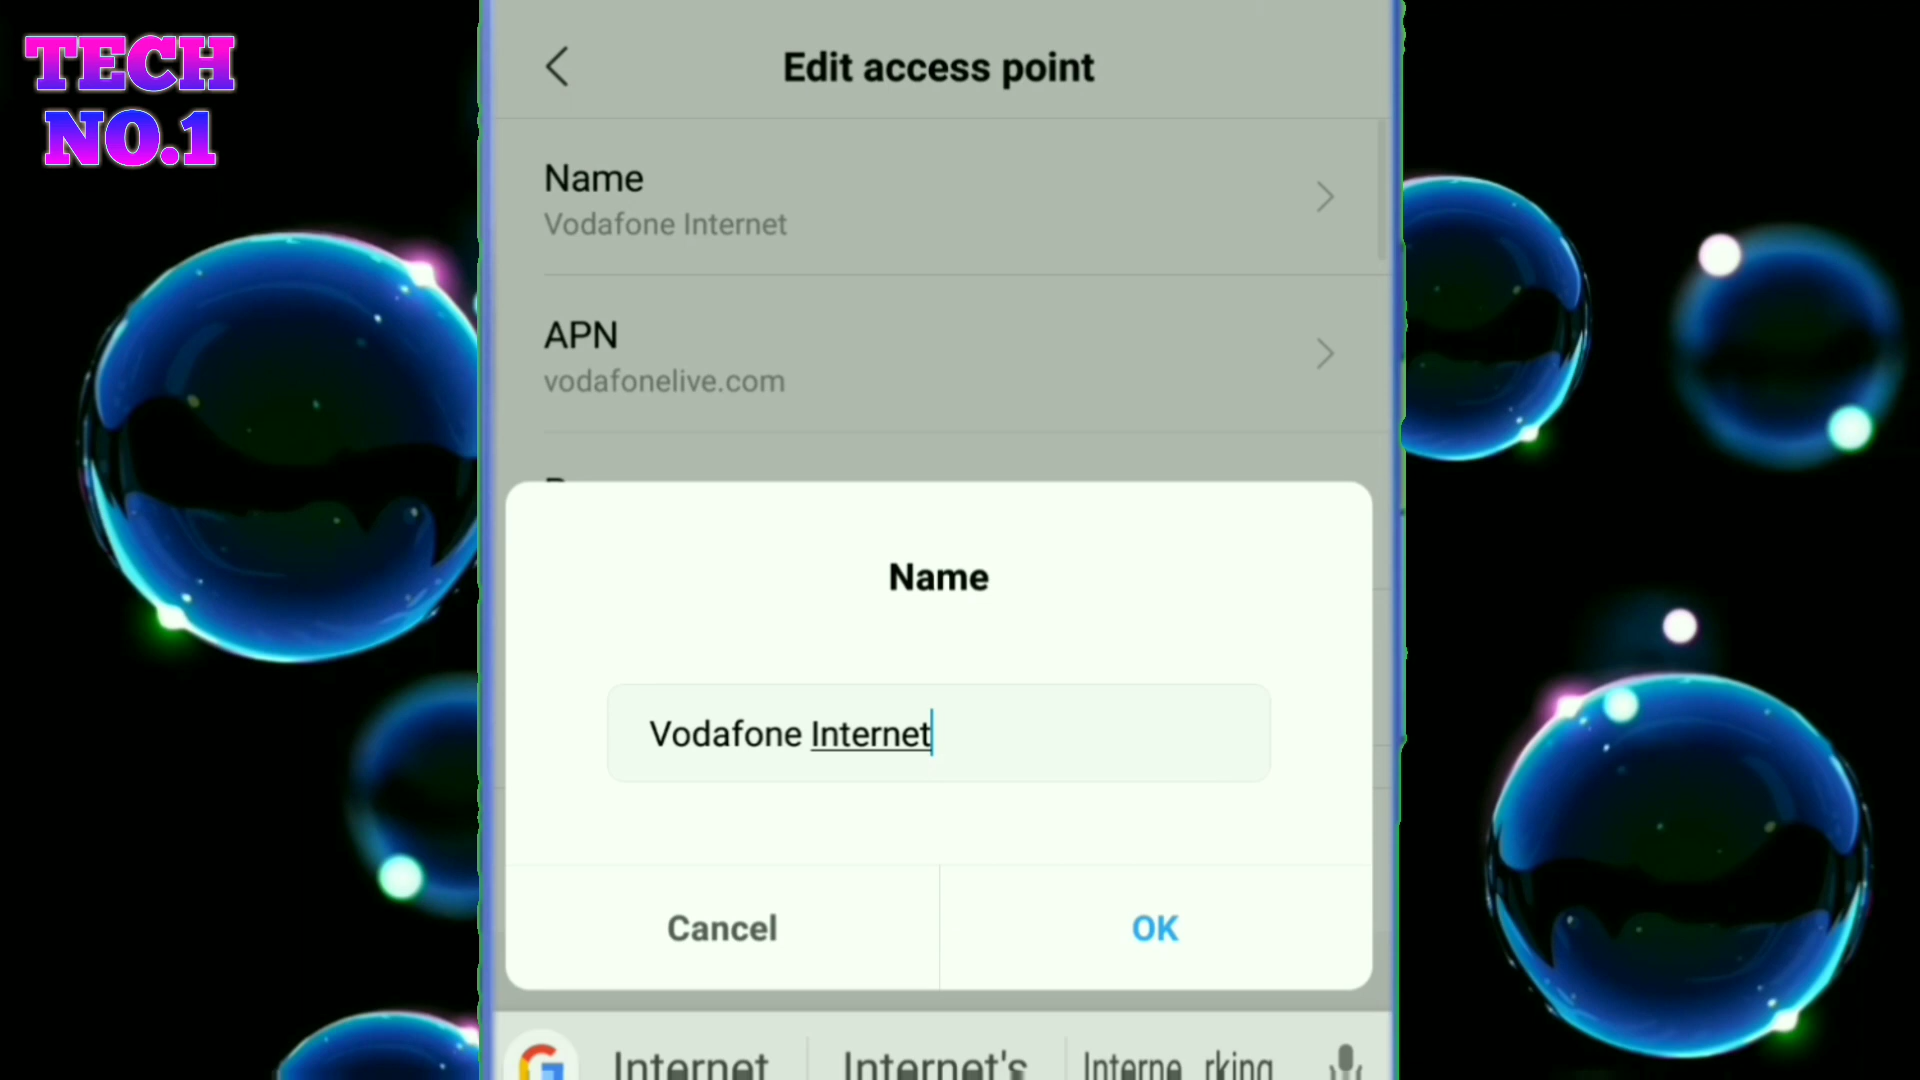 TECH
NO.1
Edit access point
Name
Vodafone Internet
APN
vodafonelive.com
Name
Vodafone Internet
Cancel
OK
Internet
Internet's